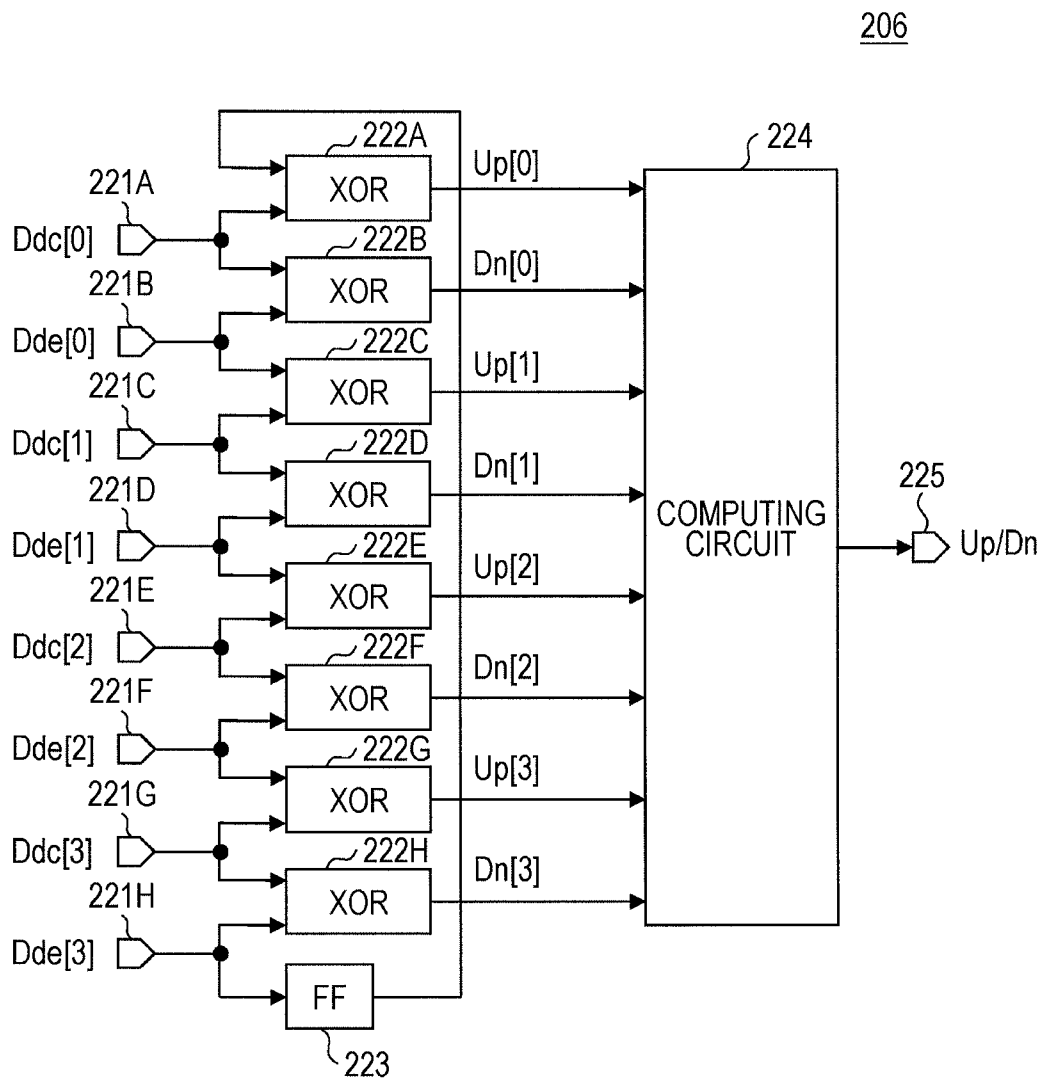 206
222A
224
221A
XOR
Up[0]
Ddc[0]
222B
221B
XOR
Dn[0]
Dde[0]
222C
221C
XOR
Up[1]
Ddc[1]
222D
221D
XOR
Dn[1]
225
COMPUTING
CIRCUIT
Up/Dn
Dde[1]
222E
221E
XOR
Up[2]
Ddc[2]
222F
221F
XOR
Dn[2]
Dde[2]
222G
221G
XOR
Up[3]
Ddc[3]
222H
221H
XOR
Dn[3]
Dde[3]
FF
223